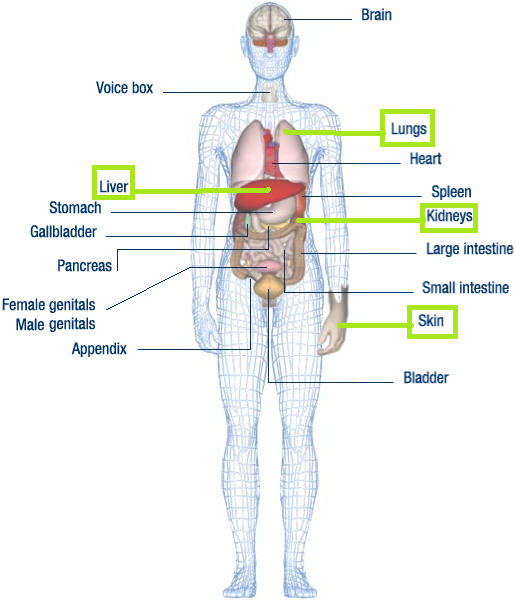 Brain
Voice box
Lungs
Heart
Liver
Spleen
Stomach
Kidneys
Gallbladder
Large intestine
Pancreas
Small intestine
Female genitals
Male genitals
Skin
Appendix
Bladder